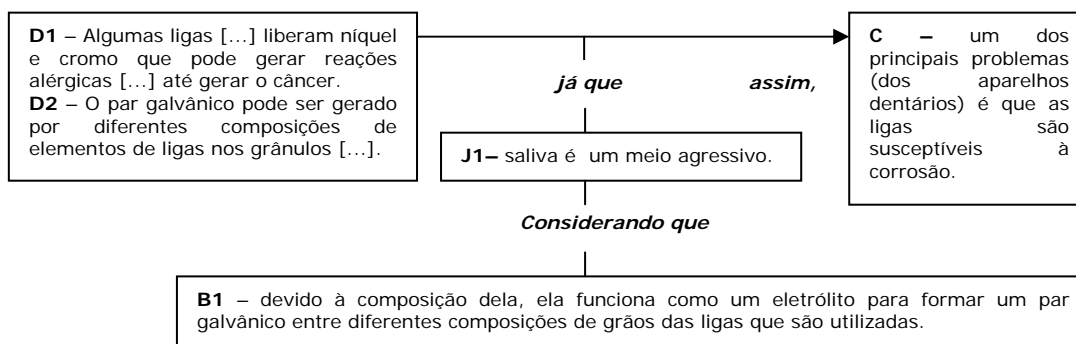 D1 – Algumas ligas [...] liberam níquel
e cromo que pode gerar reações
alérgicas [...] até gerar o câncer.
D2 – O par galvânico pode ser gerado
por diferentes composições de
elementos de ligas nos grânulos [...].
já que assim,
C – um dos
principais problemas
(dos aparelhos
dentários) é que as
ligas são
susceptíveis à
corrosão.
J1– saliva é um meio agressivo.
Considerando que
B1 – devido à composição dela, ela funciona como um eletrólito para formar um par
galvânico entre diferentes composições de grãos das ligas que são utilizadas.